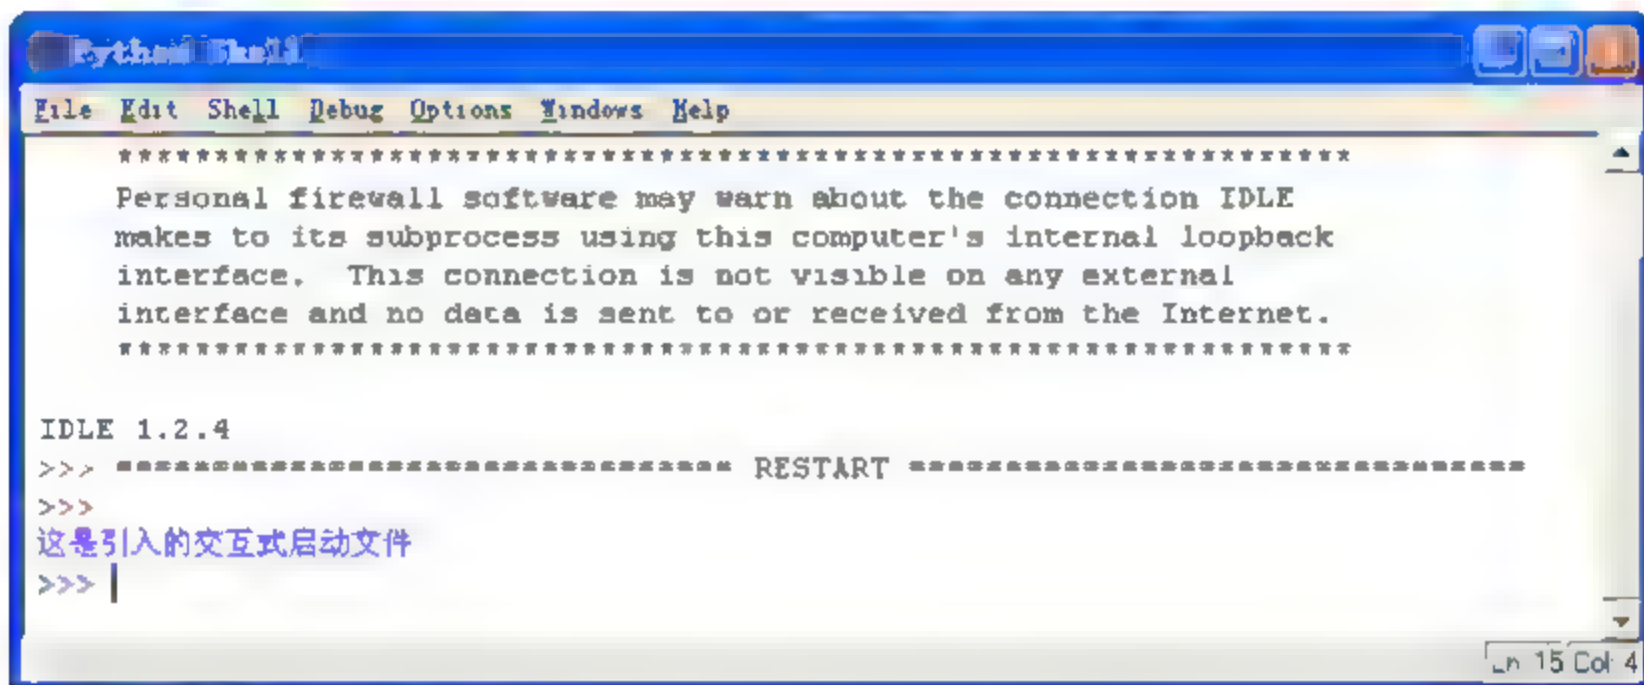 Python Shell
File Edit Shell Debug Options Windows Help
****************************************************************
Personal firewall software may warn about the connection IDLE
makes to its subprocess using this computer's internal loopback
interface.  This connection is not visible on any external
interface and no data is sent to or received from the Internet.
****************************************************************
IDLE 1.2.4
>>> ================================ RESTART ================================
>>>
这是引入的交互式启动文件
>>>
Ln 15 Col 4